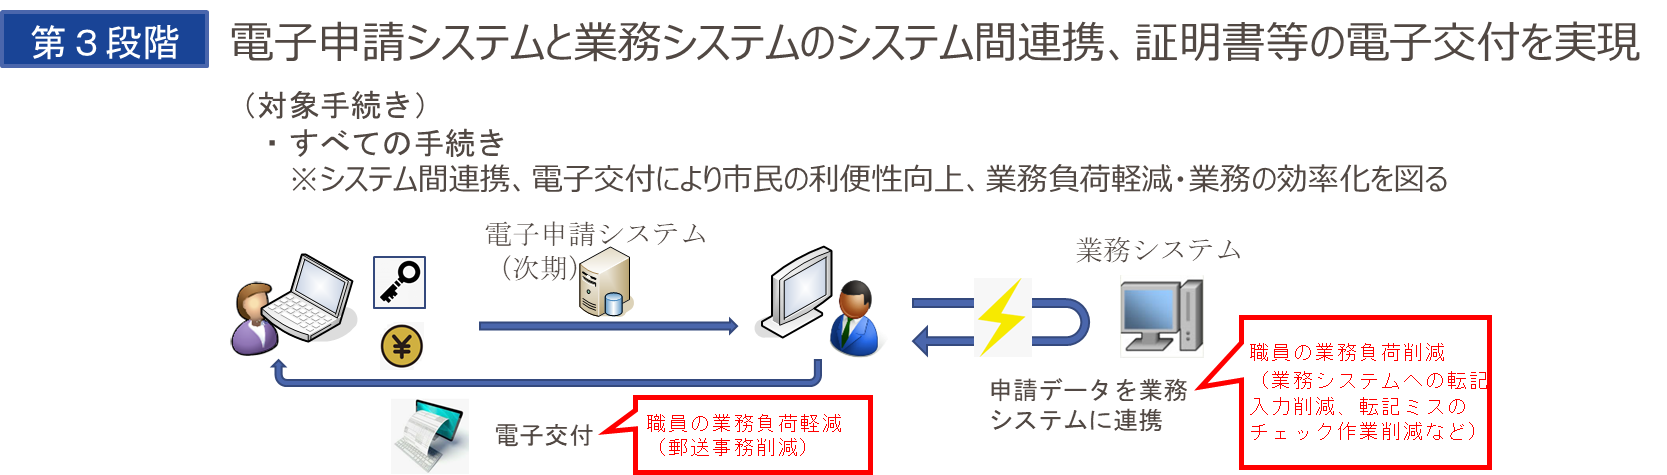 第３段階
電子申請システムと業務システムのシステム間連携、証明書等の電子交付を実現
（対象手続き）
・すべての手続き
※システム間連携、電子交付により市民の利便性向上、業務負荷軽減・業務の効率化を図る
電子申請システム
（次期）
業務システム
¥
申請データを業務
システムに連携
職員の業務負荷削減
（業務システムへの転記
入力削減、転記ミスの
チェック作業削減など）
電子交付
職員の業務負荷軽減
（郵送事務削減）